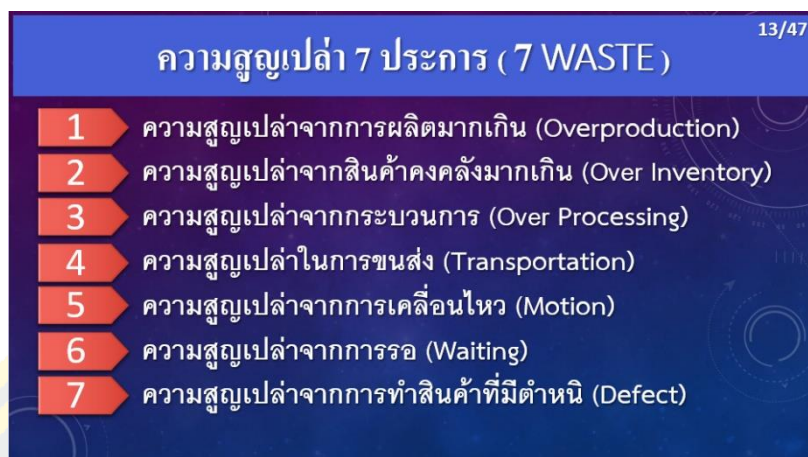 13/47
ความสูญเปล่า 7 ประการ ( 7 WASTE )
1 ความสูญเปล่าจากการผลิตมากเกิน (Overproduction)
2 ความสูญเปล่าจากสินค้าคงคลังมากเกิน (Over Inventory)
3 ความสูญเปล่าจากกระบวนการ (Over Processing)
4 ความสูญเปล่าในการขนส่ง (Transportation)
5 ความสูญเปล่าจากการเคลื่อนไหว (Motion)
6 ความสูญเปล่าจากการรอ (Waiting)
7 ความสูญเปล่าจากการทำสินค้าที่มีตำหนิ (Defect)